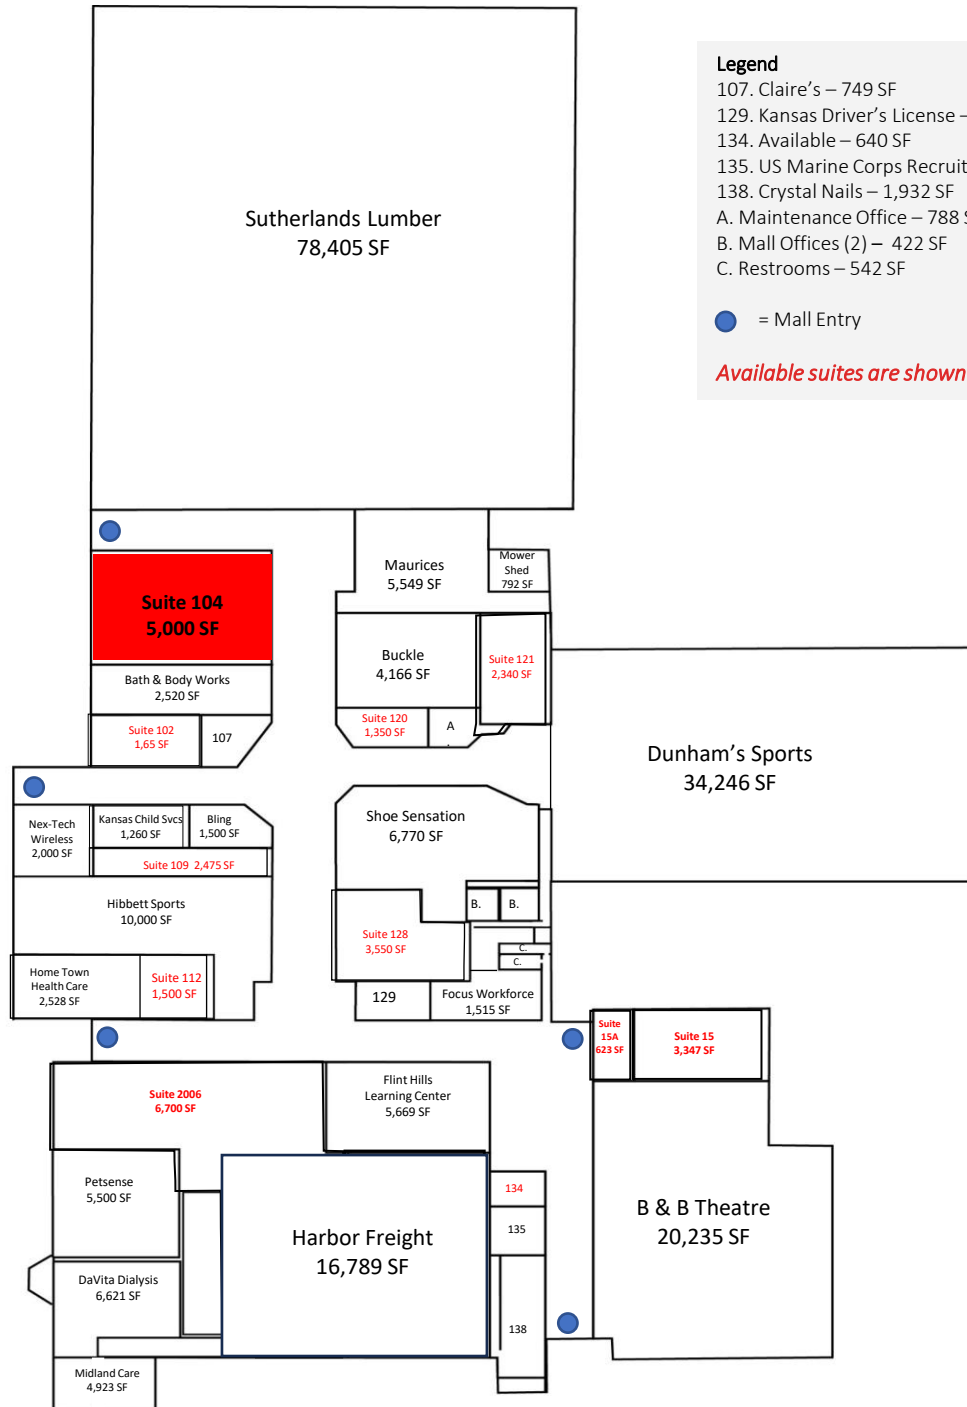 Legend
107. Claire's – 749 SF
129. Kansas Driver's License –
134. Available – 640 SF
135. US Marine Corps Recruit
138. Crystal Nails – 1,932 SF
A. Maintenance Office – 788 S
B. Mall Offices (2) – 422 SF
C. Restrooms – 542 SF
= Mall Entry
Available suites are shown
Sutherlands Lumber
78,405 SF
Maurices
5,549 SF
Mower
Shed
792 SF
Suite 104
5,000 SF
Buckle
4,166 SF
Suite 121
2,340 SF
Bath & Body Works
2,520 SF
Suite 102
1,65 SF
107
Suite 120
1,350 SF
A
Dunham's Sports
34,246 SF
Nex-Tech
Wireless
2,000 SF
Kansas Child Svcs
1,260 SF
Bling
1,500 SF
Shoe Sensation
6,770 SF
Suite 109 2,475 SF
Hibbett Sports
10,000 SF
B.
B.
Suite 128
3,550 SF
C.
C.
Home Town
Health Care
2,528 SF
Suite 112
1,500 SF
129
Focus Workforce
1,515 SF
Suite
15A
623 SF
Suite 15
3,347 SF
Suite 2006
6,700 SF
Flint Hills
Learning Center
5,669 SF
Petsense
5,500 SF
134
135
Harbor Freight
16,789 SF
B & B Theatre
20,235 SF
DaVita Dialysis
6,621 SF
138
Midland Care
4,923 SF